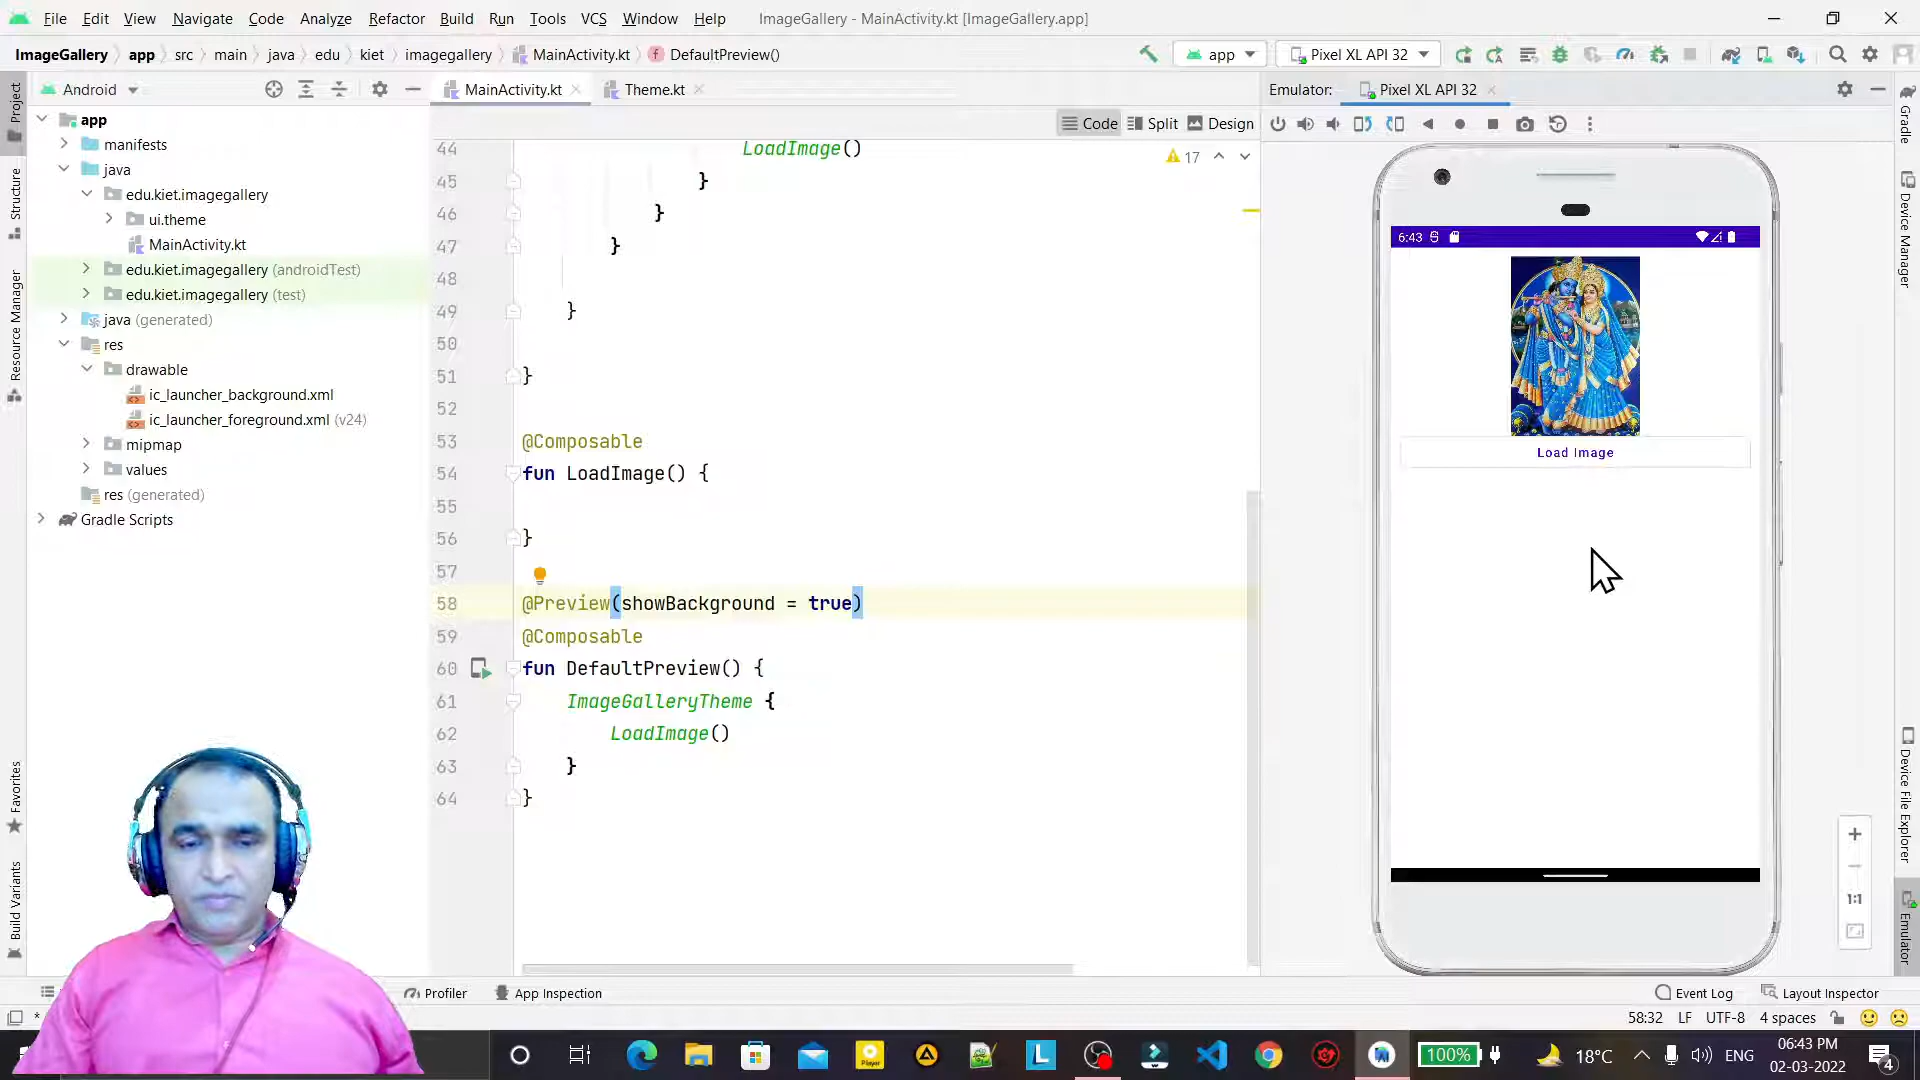 File Edit View Navigate Code Analyze Refactor Build Run Tools VCS Window Help ImageGallery - MainActivity.kt [ImageGallery.app]
ImageGallery app src main java edu kiet imagegallery MainActivity.kt DefaultPreview() app Pixel XL API 32
Android MainActivity.kt Theme.kt Emulator: Pixel XL API 32
Code Split Design
Project
Structure
Resource Manager
Favorites
Build Variants
app
manifests
java
edu.kiet.imagegallery
ui.theme
MainActivity.kt
edu.kiet.imagegallery (androidTest)
edu.kiet.imagegallery (test)
java (generated)
res
drawable
ic_launcher_background.xml
ic_launcher_foreground.xml (v24)
mipmap
values
res (generated)
Gradle Scripts
17
44 LoadImage()
45 }
46 }
47 }
48
49 }
50
51 }
52
53 @Composable
54 fun LoadImage() {
55
56 }
57
58 @Preview(showBackground = true)
59 @Composable
60 fun DefaultPreview() {
61 ImageGalleryTheme {
62 LoadImage()
63 }
64 }
6:43
Load Image
1:1
Gradle
Device Manager
Device File Explorer
Emulator
Profiler App Inspection Event Log Layout Inspector
58:32 LF UTF-8 4 spaces
Player
L
100% 18°C ENG 06:43 PM
02-03-2022
4